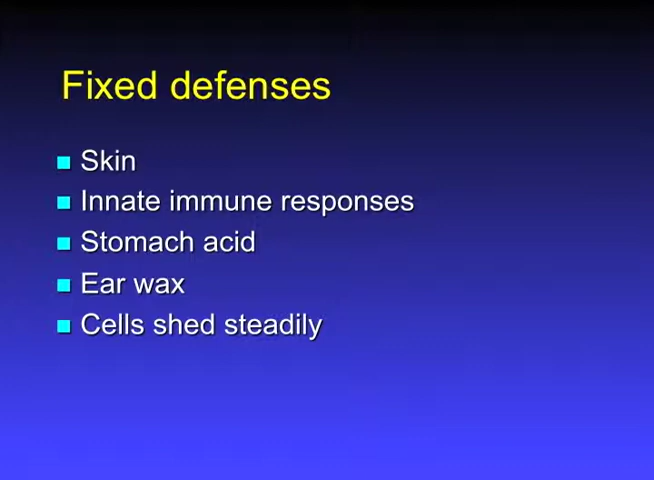 Fixed defenses
Skin
Innate immune responses
Stomach acid
Ear wax
Cells shed steadily